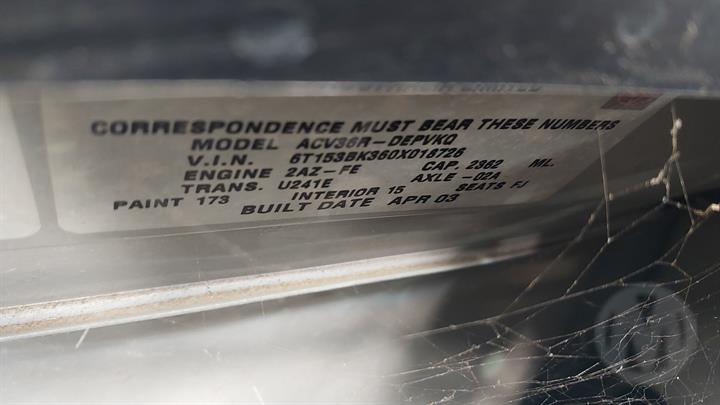 LIMITED
CORRESPONDENCE MUST BEAR THESE NUMBERS
MODEL ACV36R-DEPVKQ
V.I.N. 6T153BK360X018726
ENGINE 2AZ-FE CAP. 2362 ML.
TRANS. U241E AXLE -02A
PAINT 173 INTERIOR 15 SEATS FJ
BUILT DATE APR 03